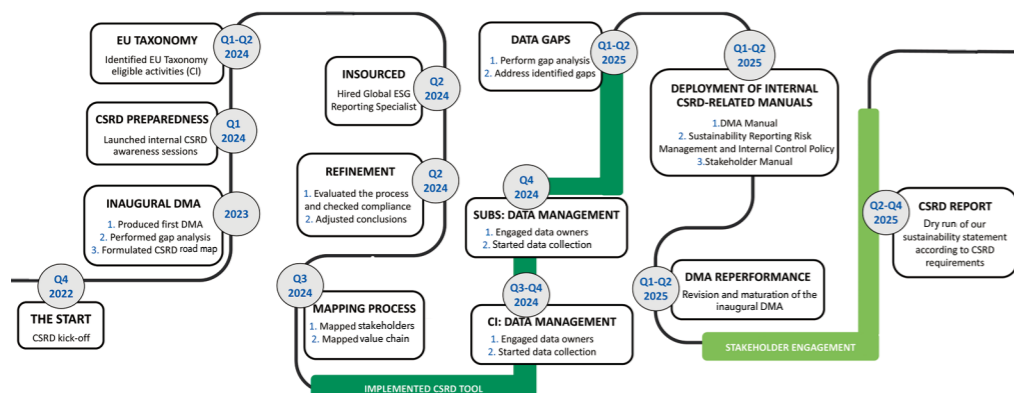 Q4
2022
THE START
CSRD kick-off
2023
INAUGURAL DMA
1. Produced first DMA
2. Performed gap analysis
3. Formulated CSRD road map
Q1
2024
CSRD PREPAREDNESS
Launched internal CSRD
awareness sessions
Q1-Q2
2024
EU TAXONOMY
Identified EU Taxonomy
eligible activities (CI)
Q2
2024
INSOURCED
Hired Global ESG
Reporting Specialist
Q2
2024
REFINEMENT
1. Evaluated the process
and checked compliance
2. Adjusted conclusions
Q3
2024
MAPPING PROCESS
1. Mapped stakeholders
2. Mapped value chain
IMPLEMENTED CSRD TOOL
Q3-Q4
2024
CI: DATA MANAGEMENT
1. Engaged data owners
2. Started data collection
Q4
2024
SUBS: DATA MANAGEMENT
1. Engaged data owners
2. Started data collection
Q1-Q2
2025
DATA GAPS
1. Perform gap analysis
2. Address identified gaps
Q1-Q2
2025
DEPLOYMENT OF INTERNAL
CSRD-RELATED MANUALS
1.DMA Manual
2. Sustainability Reporting Risk
Management and Internal Control Policy
3.Stakeholder Manual
Q1-Q2
2025
DMA REPERFORMANCE
Revision and maturation of the
inaugural DMA
STAKEHOLDER ENGAGEMENT
Q2-Q4
2025
CSRD REPORT
Dry run of our
sustainability statement
according to CSRD
requirements